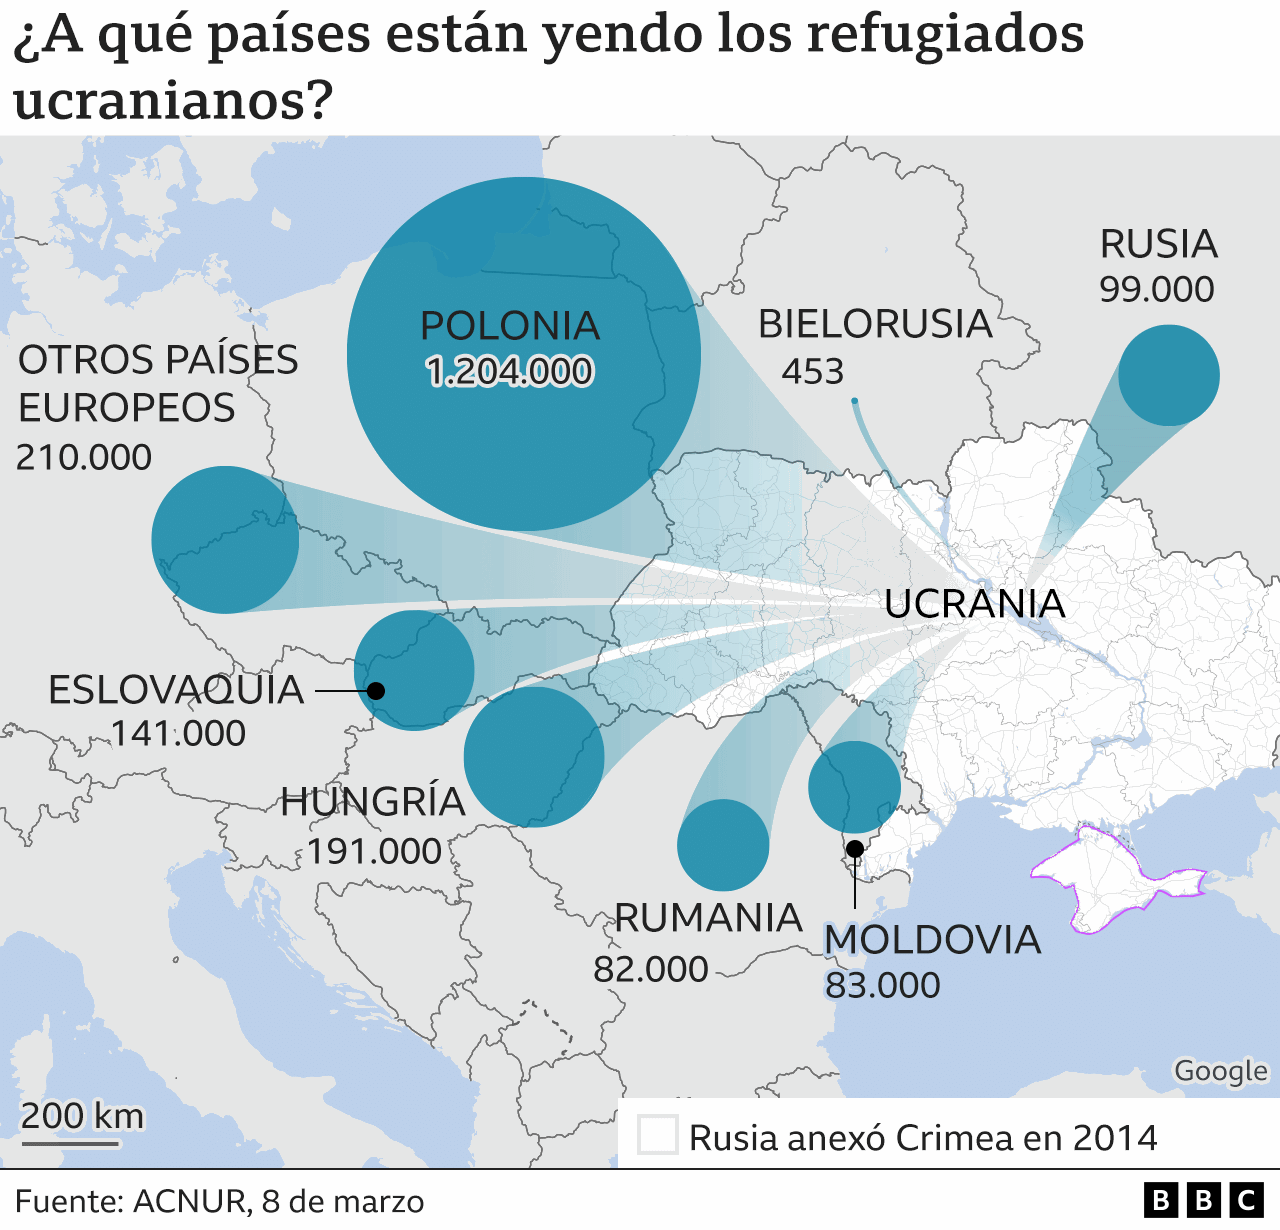 ¿A qué países están yendo los refugiados
ucranianos?
RUSIA
99.000
POLONIA
1.204.000
BIELORUSIA
453
OTROS PAÍSES
EUROPEOS
210.000
UCRANIA
ESLOVAQUIA
141.000
HUNGRÍA
191.000
RUMANIA
82.000
MOLDOVIA
83.000
Google
200 km
Rusia anexó Crimea en 2014
Fuente: ACNUR, 8 de marzo
BBC